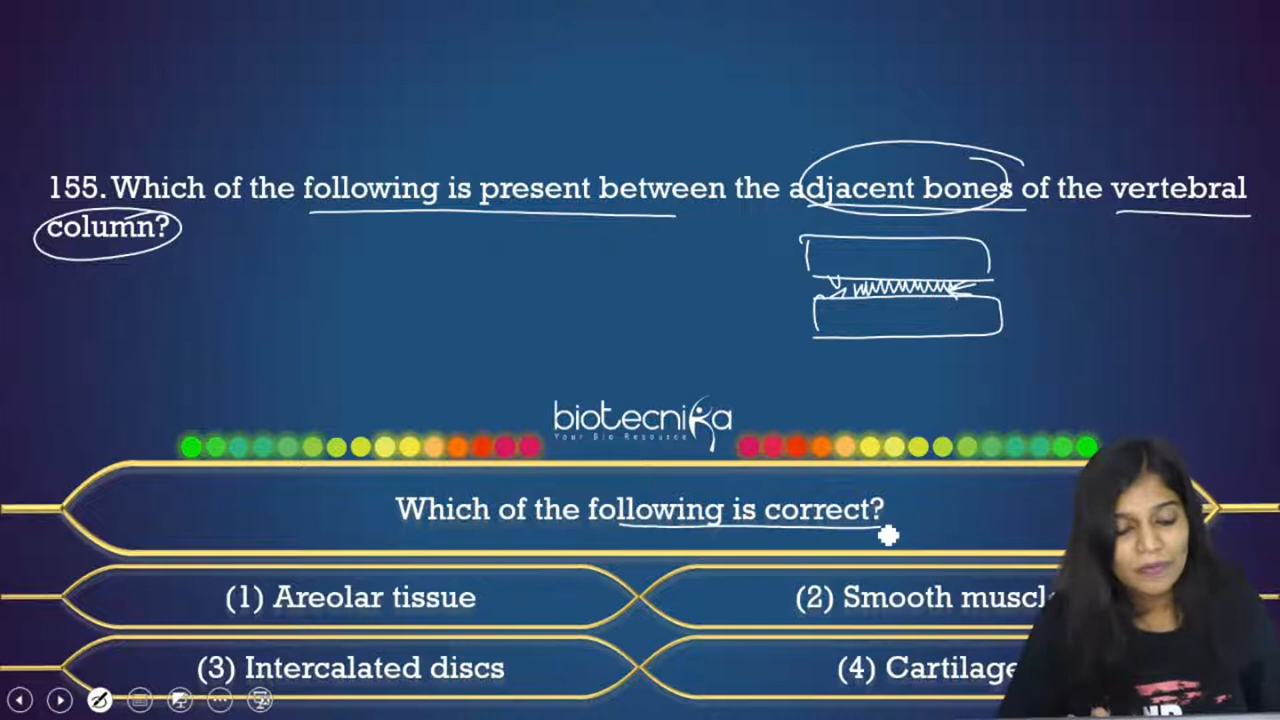 155. Which of the following is present between the adjacent bones of the vertebral
column?
biotecnika
Your Bio Resource
Which of the following is correct?
(1) Areolar tissue
(2) Smooth muscl
(3) Intercalated discs
(4) Cartilage